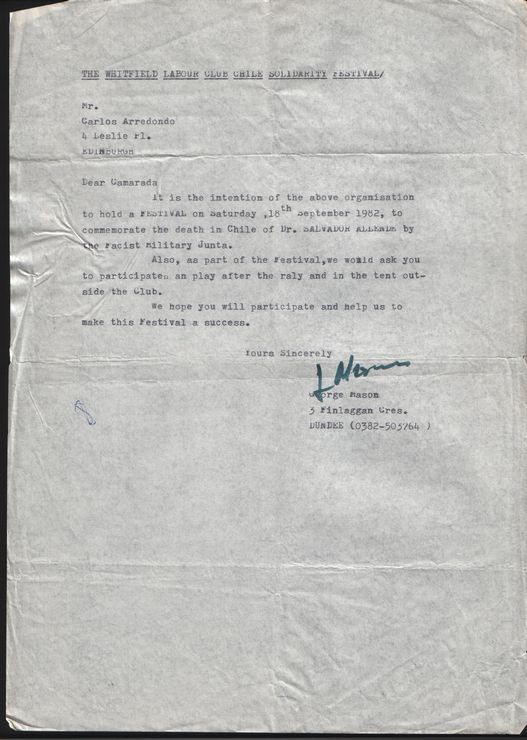 THE WHITFIELD LABOUR CLUB CHILE SOLIDARITY FESTIVAL/
Mr.
Carlos Arredondo
4 Leslie Pl.
EDINBURGH
Dear Camarada
It is the intention of the above organisation
to hold a FESTIVAL on Saturday ,18th September 1982, to
commemorate the death in Chile of Dr. SALVADOR ALLENDE by
the Facist Military Junta.
Also, as part of the Festival,we would ask you
to participate an play after the raly and in the tent out-
side the Club.
We hope you will participate and help us to
make this Festival a success.
Yours Sincerely
George Mason
3 Finlaggan Cres.
DUNDEE (0382-503764 )